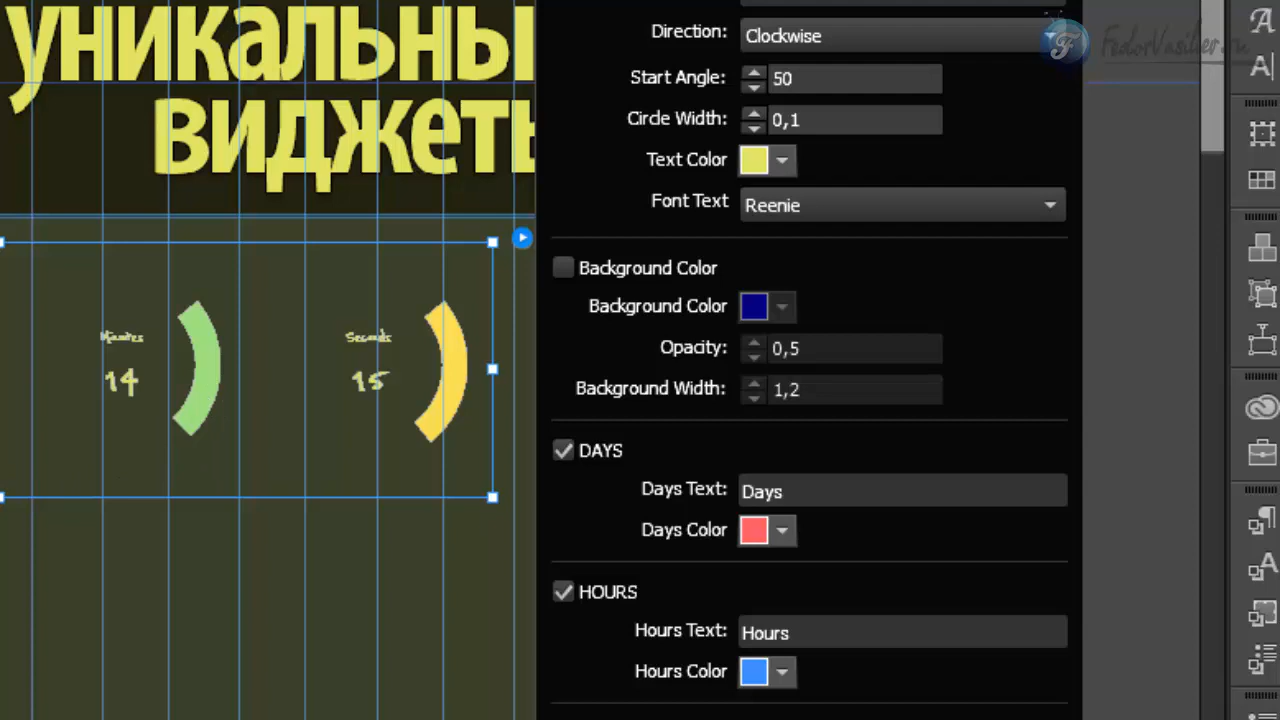 уникальны
виджеть
Minutes
14
Seconds
15
Direction: Clockwise
FedorVasiliev.ru
Start Angle: 50
Circle Width: 0,1
Text Color
Font Text Reenie
Background Color
Background Color
Opacity: 0,5
Background Width: 1,2
DAYS
Days Text: Days
Days Color
HOURS
Hours Text: Hours
Hours Color